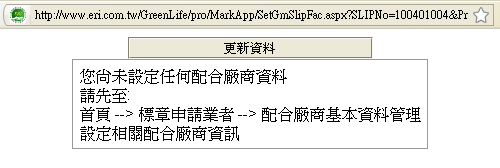 http://www.eri.com.tw/GreenLife/pro/MarkApp/SetGmSlipFac.aspx?SLIPNo=100401004&Pr
更新資料
您尚未設定任何配合廠商資料
請先至:
首頁 --> 標章申請業者 --> 配合廠商基本資料管理
設定相關配合廠商資訊